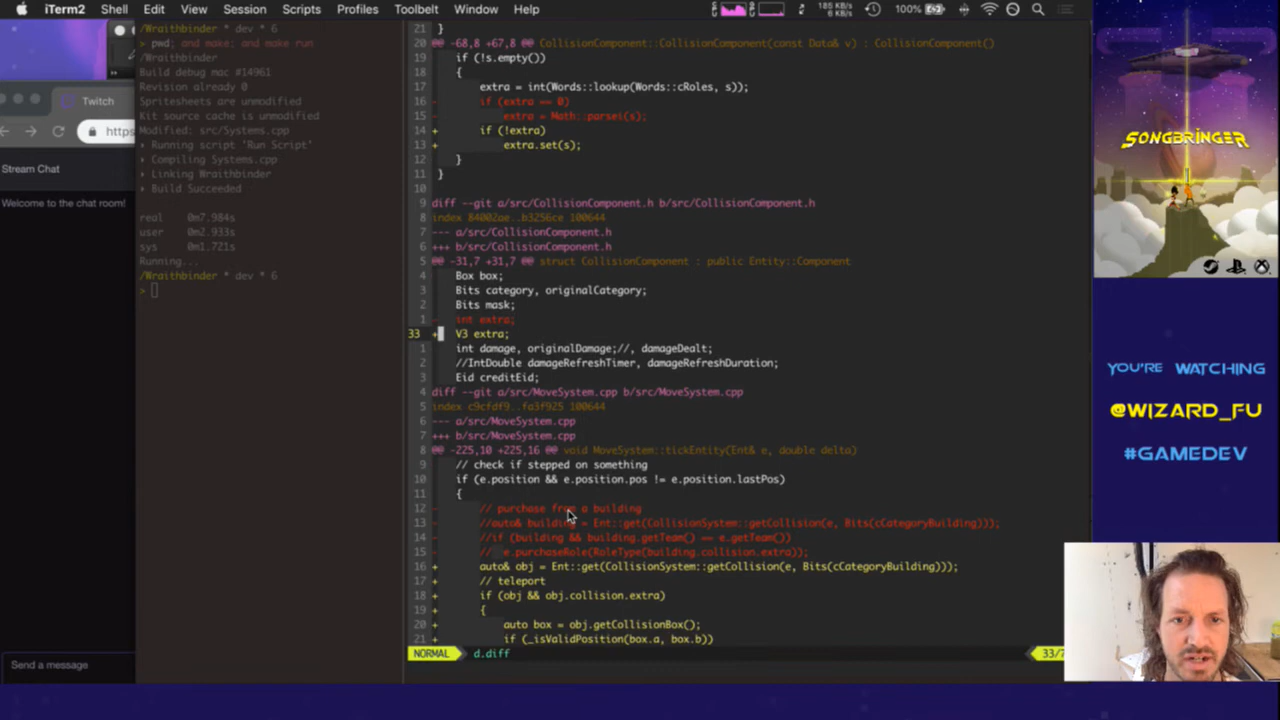 iTerm2 Shell Edit View Session Scripts Profiles Toolbelt Window Help
185 KB/s
6 KB/s
100%
/Wraithbinder * dev * 6
> pwd; and make; and make run
/Wraithbinder
Build debug mac #14961
Revision already 0
Spritesheets are unmodified
Kit source cache is unmodified
Modified: src/Systems.cpp
▸ Running script 'Run Script'
▸ Compiling Systems.cpp
▸ Linking Wraithbinder
▸ Build Succeeded
real 0m7.984s
user 0m2.933s
sys 0m1.721s
Running...
/Wraithbinder * dev * 6
>
Twitch
https
Stream Chat
Welcome to the chat room!
Send a message
21 }
20 @@ -68,8 +67,8 @@ CollisionComponent::CollisionComponent(const Data& v) : CollisionComponent()
19 if (!s.empty())
18 {
17 extra = int(Words::lookup(Words::cRoles, s));
16 - if (extra == 0)
15 - extra = Math::parsei(s);
14 + if (!extra)
13 + extra.set(s);
12 }
11 }
10
9 diff --git a/src/CollisionComponent.h b/src/CollisionComponent.h
8 index 84002ae..b3256ce 100644
7 --- a/src/CollisionComponent.h
6 +++ b/src/CollisionComponent.h
5 @@ -31,7 +31,7 @@ struct CollisionComponent : public Entity::Component
4 Box box;
3 Bits category, originalCategory;
2 Bits mask;
1 - int extra;
33 + V3 extra;
1 int damage, originalDamage;//, damageDealt;
2 //IntDouble damageRefreshTimer, damageRefreshDuration;
3 Eid creditEid;
4 diff --git a/src/MoveSystem.cpp b/src/MoveSystem.cpp
5 index c9cfdf9..fa3f925 100644
6 --- a/src/MoveSystem.cpp
7 +++ b/src/MoveSystem.cpp
8 @@ -225,10 +225,16 @@ void MoveSystem::tickEntity(Ent& e, double delta)
9 // check if stepped on something
10 if (e.position && e.position.pos != e.position.lastPos)
11 {
12 - // purchase from a building
13 - //auto& building = Ent::get(CollisionSystem::getCollision(e, Bits(cCategoryBuilding)));
14 - //if (building && building.getTeam() == e.getTeam())
15 - // e.purchaseRole(RoleType(building.collision.extra));
16 + auto& obj = Ent::get(CollisionSystem::getCollision(e, Bits(cCategoryBuilding)));
17 + // teleport
18 + if (obj && obj.collision.extra)
19 + {
20 + auto box = obj.getCollisionBox();
21 + if (_isValidPosition(box.a, box.b))
NORMAL d.diff 33/7
SONGBRINGER
YOU'RE WATCHING
@WIZARD_FU
#GAMEDEV